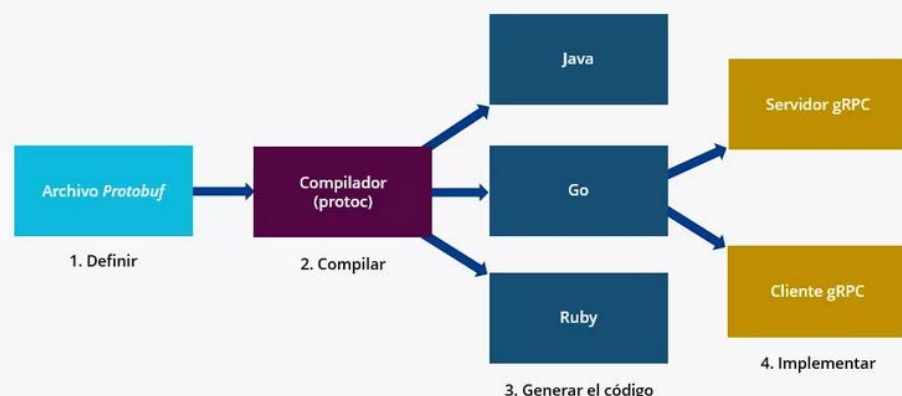 Archivo Protobuf
1. Definir
Compilador
(protoc)
2. Compilar
Java
Go
Ruby
3. Generar el código
Servidor gRPC
Cliente gRPC
4. Implementar